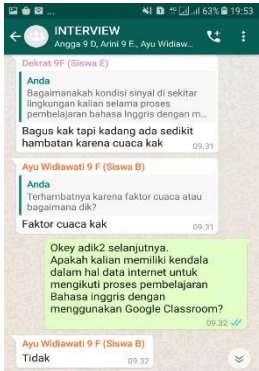 63% 19:53
INTERVIEW
Angga 9 D, Arini 9 E., Ayu Widiaw...
Dekrat 9F (Siswa E)
Anda
Bagaimanakah kondisi sinyal di sekitar
lingkungan kalian selama proses
pembelajaran bahasa Inggris dengan m...
Bagus kak tapi kadang ada sedikit
hambatan karena cuaca kak 09.31
Ayu Widiawati 9 F (Siswa B)
Anda
Terhambatnya karena faktor cuaca atau
bagaimana dik?
Faktor cuaca kak 09.31
Okey adik2 selanjutnya.
Apakah kalian memiliki kendala
dalam hal data internet untuk
mengikuti proses pembelajaran
Bahasa inggris dengan
menggunakan Google Classroom?
09.32
Ayu Widiawati 9 F (Siswa B)
Tidak 09.32